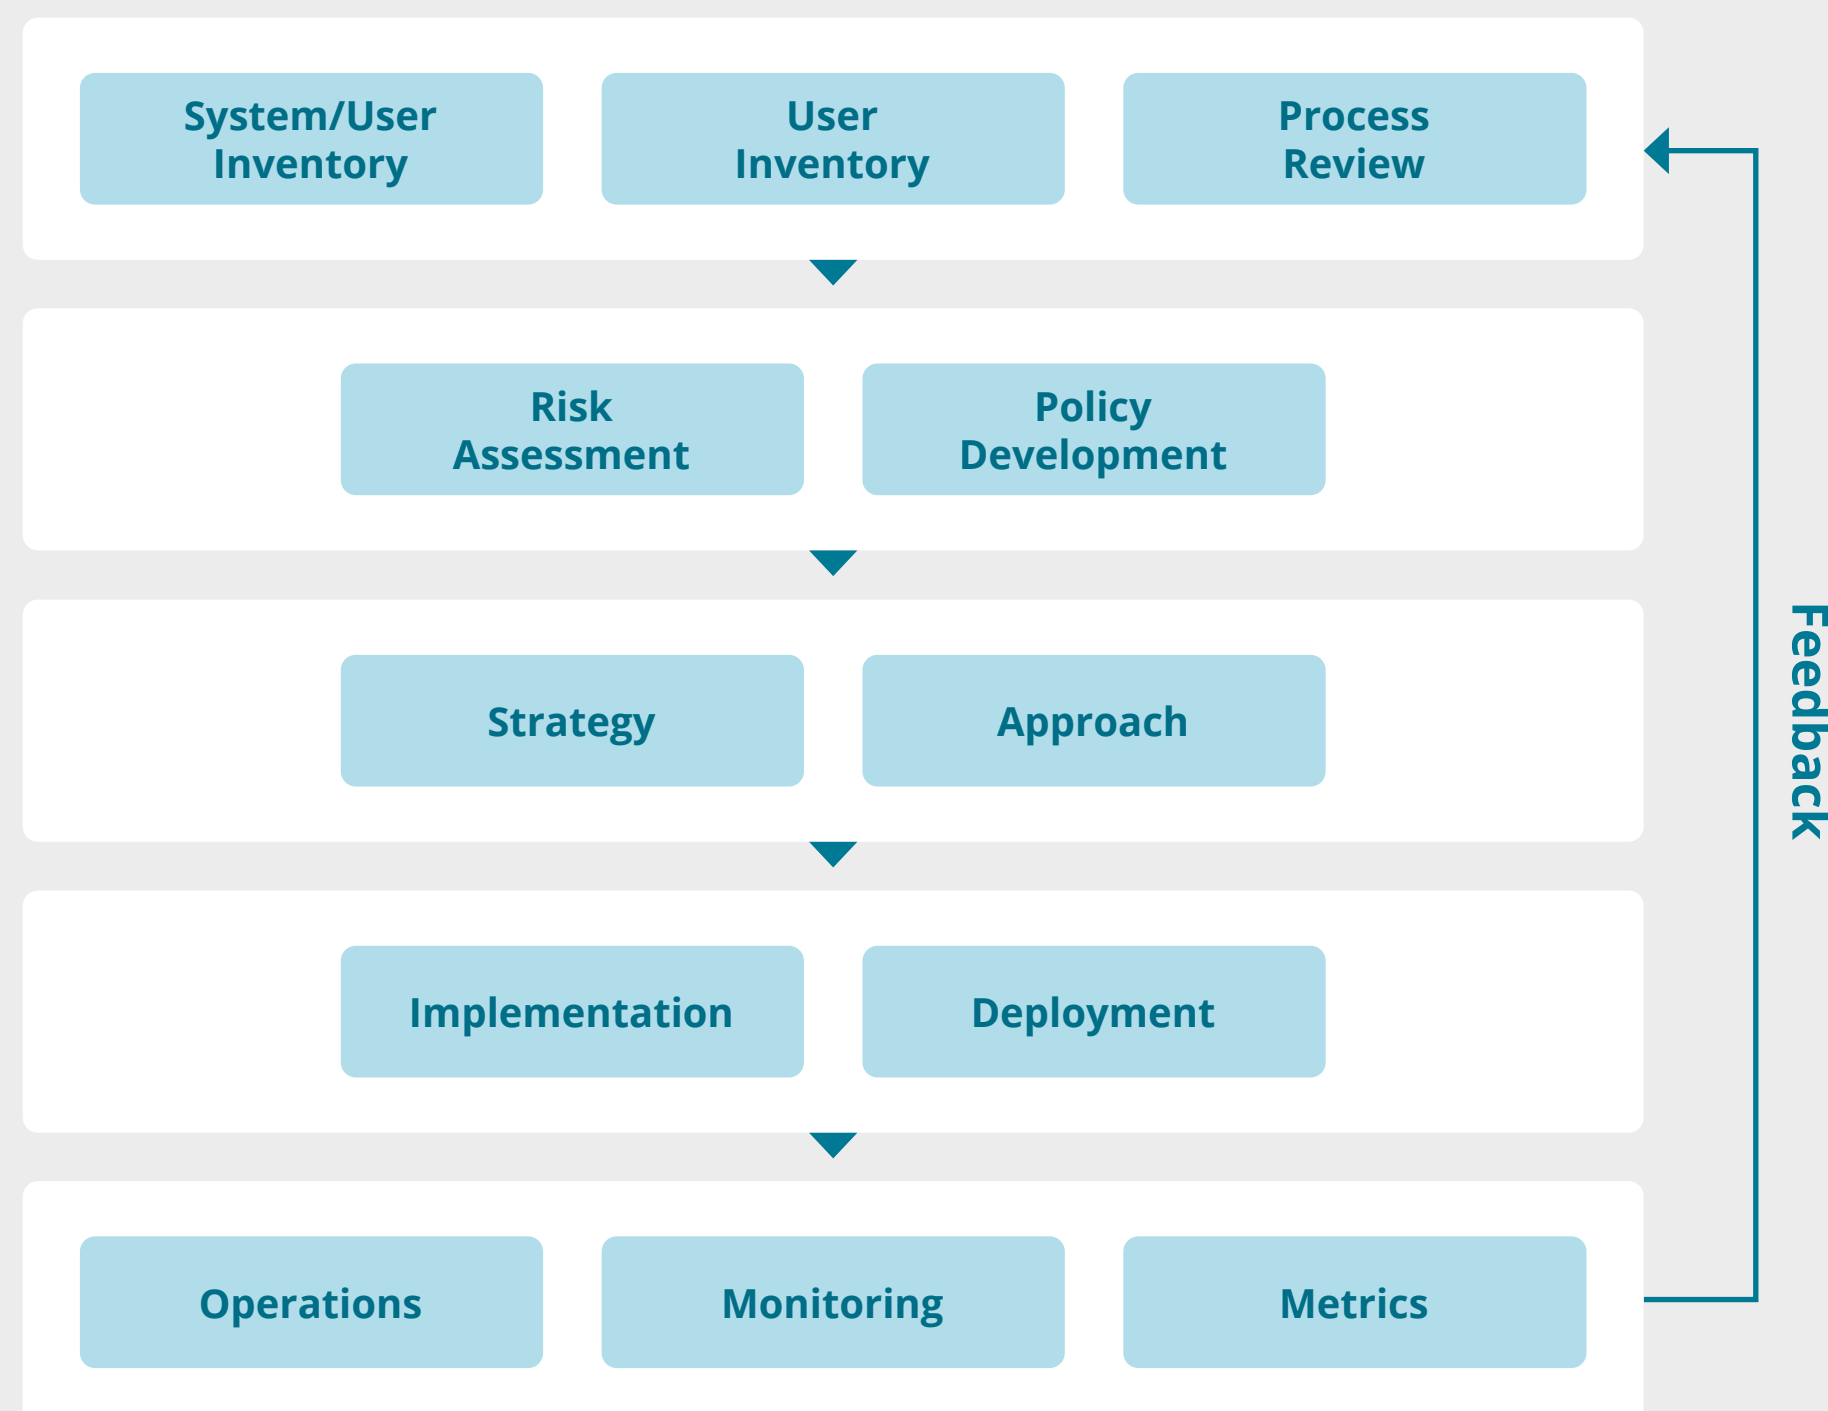 System/User
Inventory
User
Inventory
Process
Review
Risk
Assessment
Policy
Development
Strategy
Approach
Implementation
Deployment
Operations
Monitoring
Metrics
Feedback